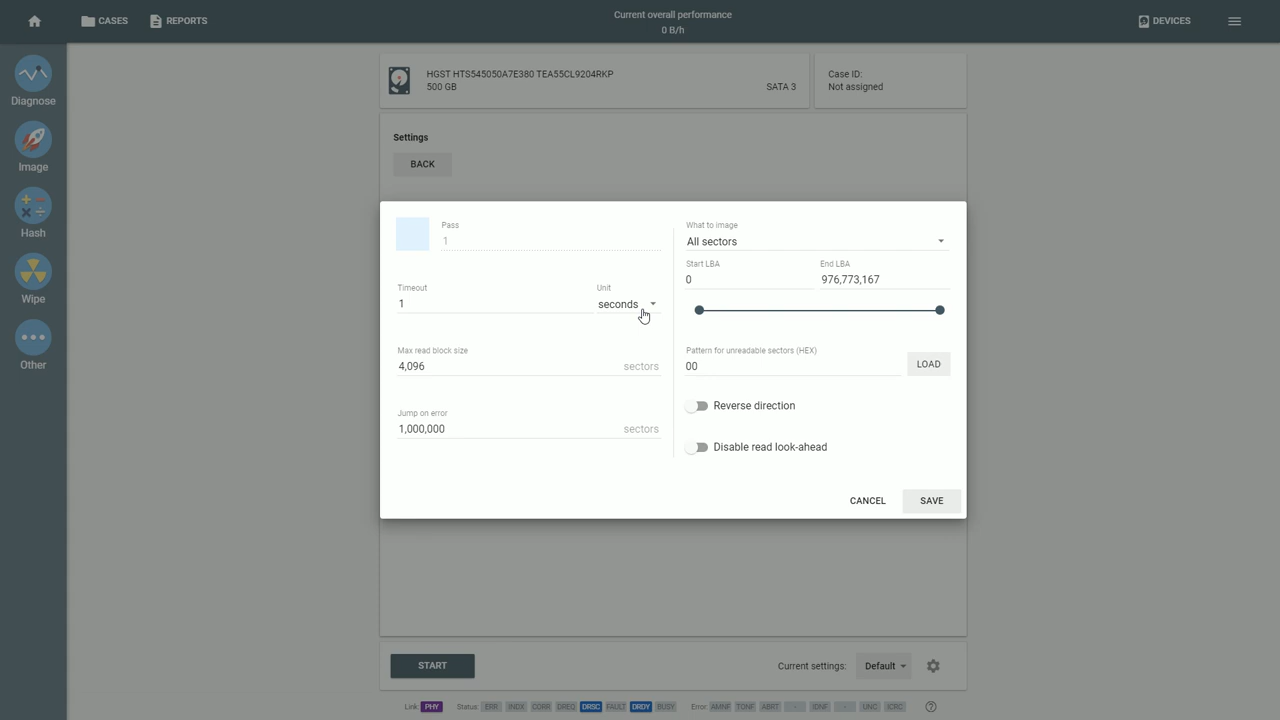 CASES
REPORTS
Current overall performance
0 B/h
DEVICES
Diagnose
Image
Hash
Wipe
Other
HGST HTS545050A7E380 TEA55CL9204RKP
500 GB
SATA 3
Case ID:
Not assigned
Settings
BACK
Pass
1
Timeout
1
Unit
seconds
Max read block size
4,096 sectors
Jump on error
1,000,000 sectors
What to image
All sectors
Start LBA
0
End LBA
976,773,167
Pattern for unreadable sectors (HEX)
00
LOAD
Reverse direction
Disable read look-ahead
CANCEL
SAVE
START
Current settings:
Default
Link: PHY Status: ERR INDX CORR DREQ DRSC FAULT DRDY BUSY Error: AMNF T0NF ABRT - IDNF - UNC ICRC